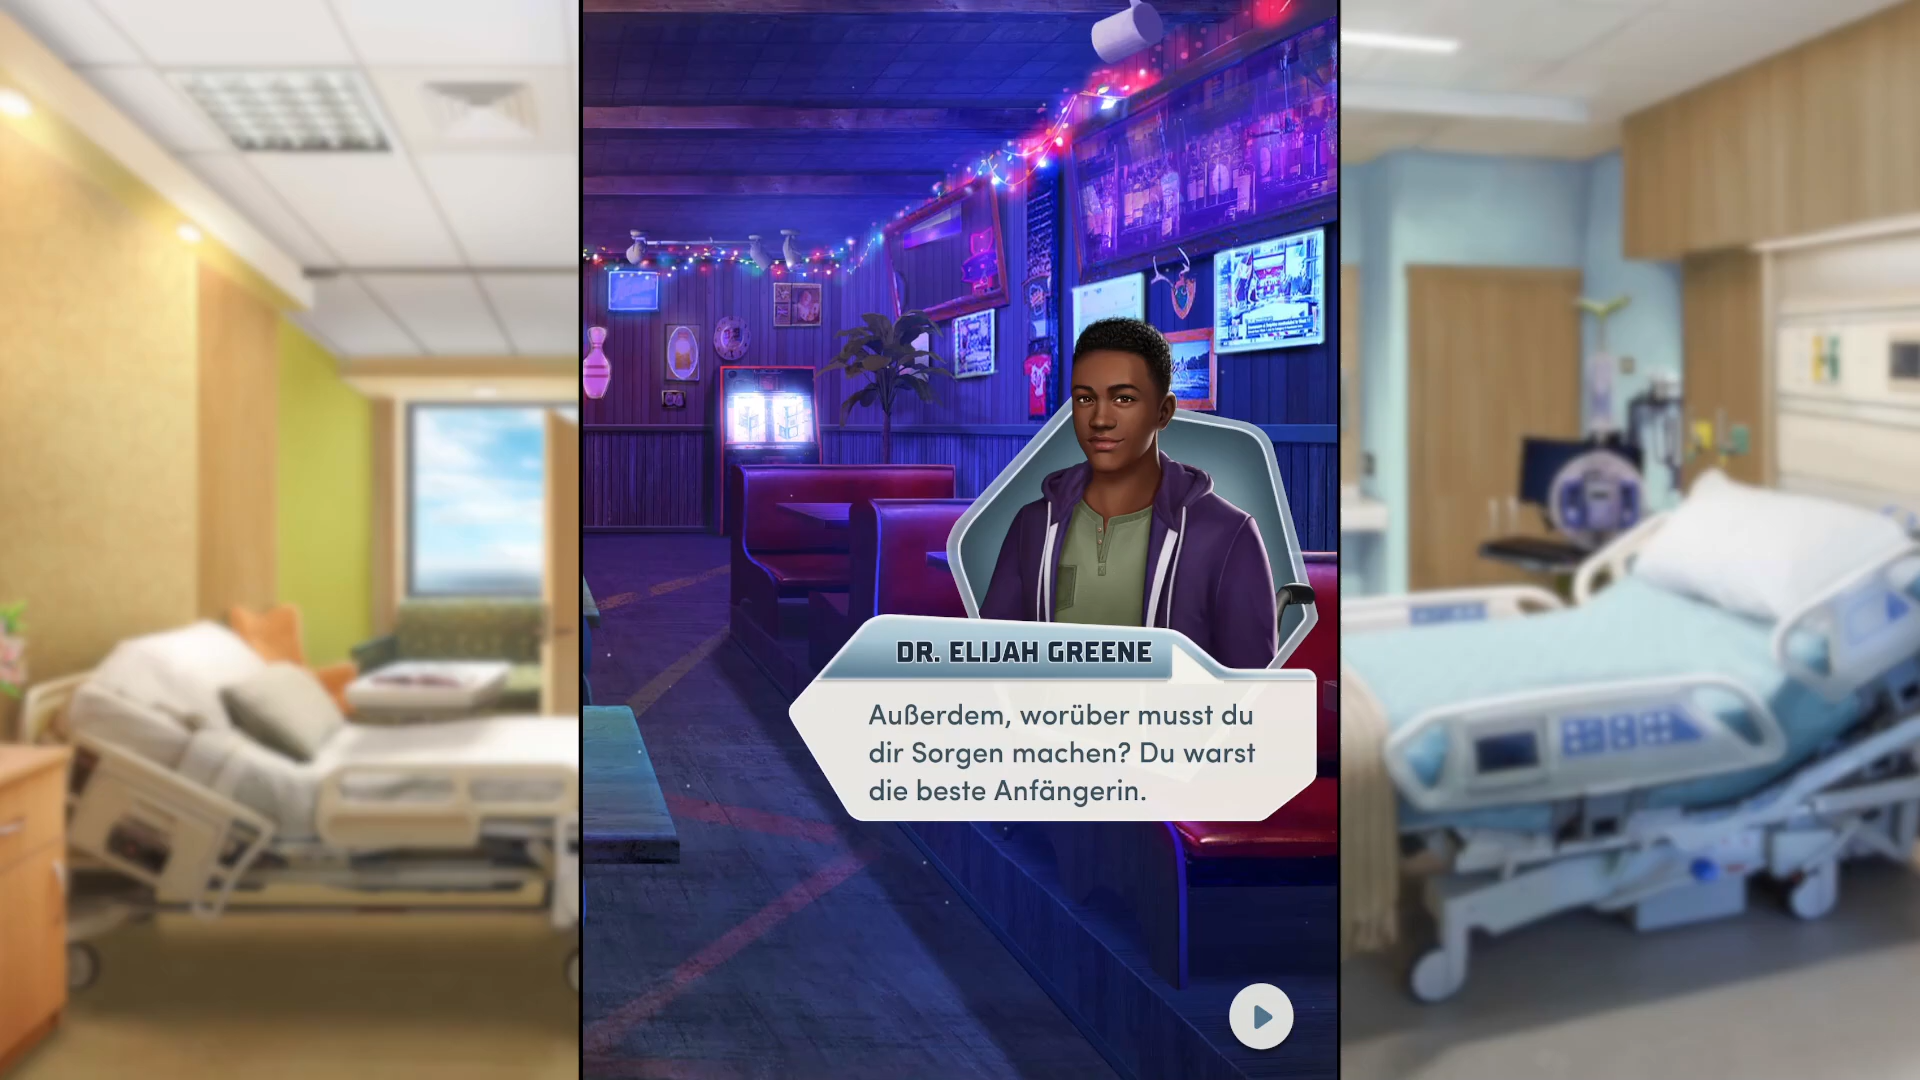 DR. ELIJAH GREENE
Außerdem, worüber musst du
dir Sorgen machen? Du warst
die beste Anfängerin.